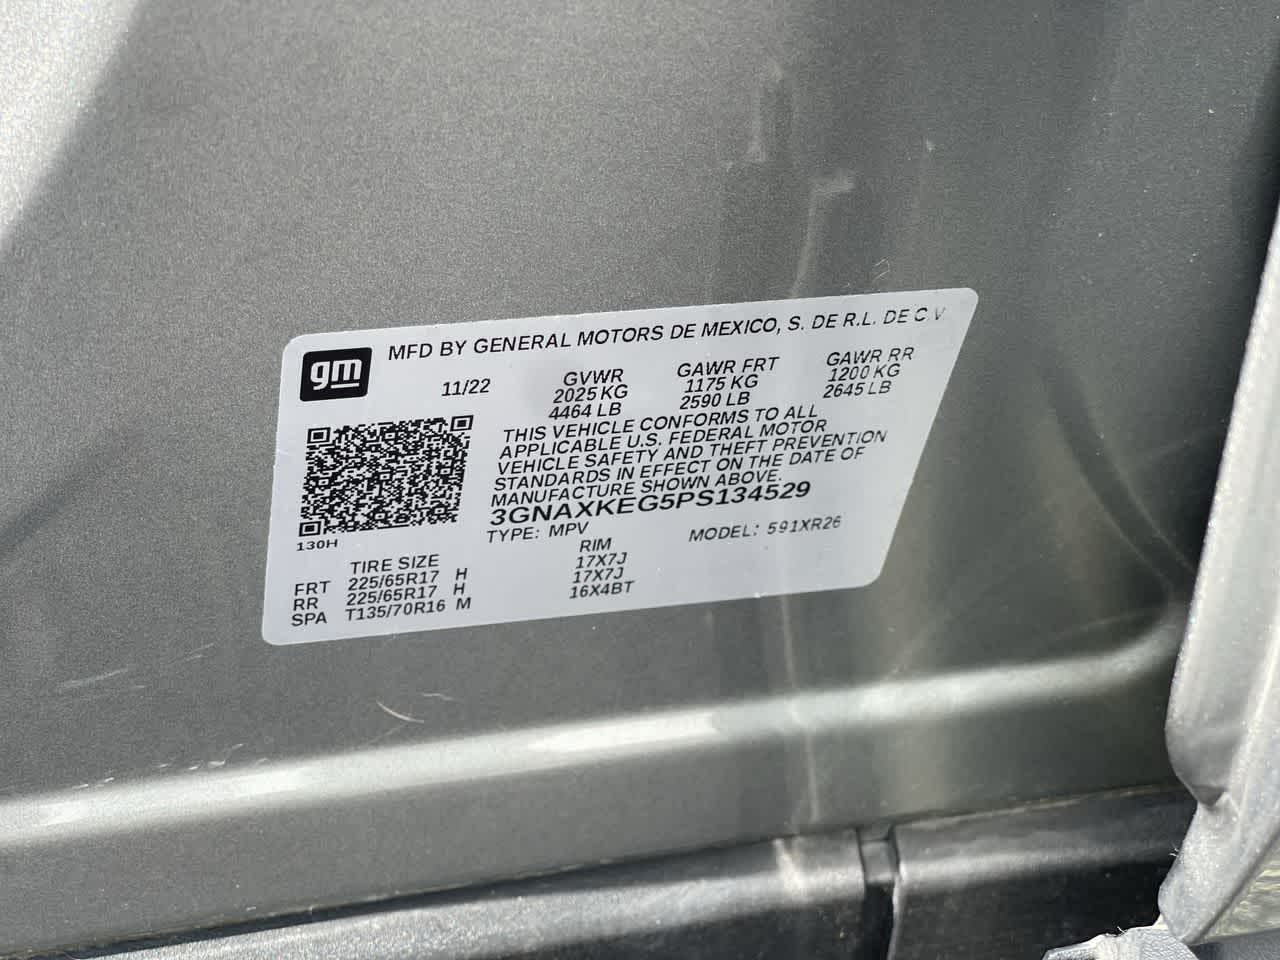 gm
MFD BY GENERAL MOTORS DE MEXICO, S. DE R.L. DE C.V
11/22 GVWR GAWR FRT GAWR RR
2025 KG 1175 KG 1200 KG
4464 LB 2590 LB 2645 LB
THIS VEHICLE CONFORMS TO ALL
APPLICABLE U.S. FEDERAL MOTOR
VEHICLE SAFETY AND THEFT PREVENTION
STANDARDS IN EFFECT ON THE DATE OF
MANUFACTURE SHOWN ABOVE.
3GNAXKEG5PS134529
TYPE: MPV MODEL: 591XR26
130H
TIRE SIZE RIM
FRT 225/65R17 H 17X7J
RR 225/65R17 H 17X7J
SPA T135/70R16 M 16X4BT